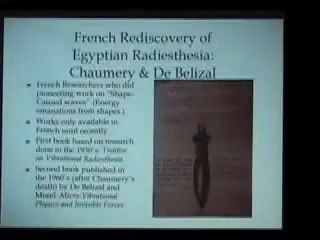 French Rediscovery of
Egyptian Radiesthesia:
Chaumery & De Belizal
French Researchers who did
pioneering work on "Shape-
Caused waves" (Energy
emanations from shapes.)
Works only available in
French until recently
First book based on research
done in the 1930's: Treatise
on Vibrational Radiesthesia.
Second book published in
the 1960's (after Chaumery's
death) by De Belizal and
Morel: Micro-Vibrational
Physics and Invisible Forces